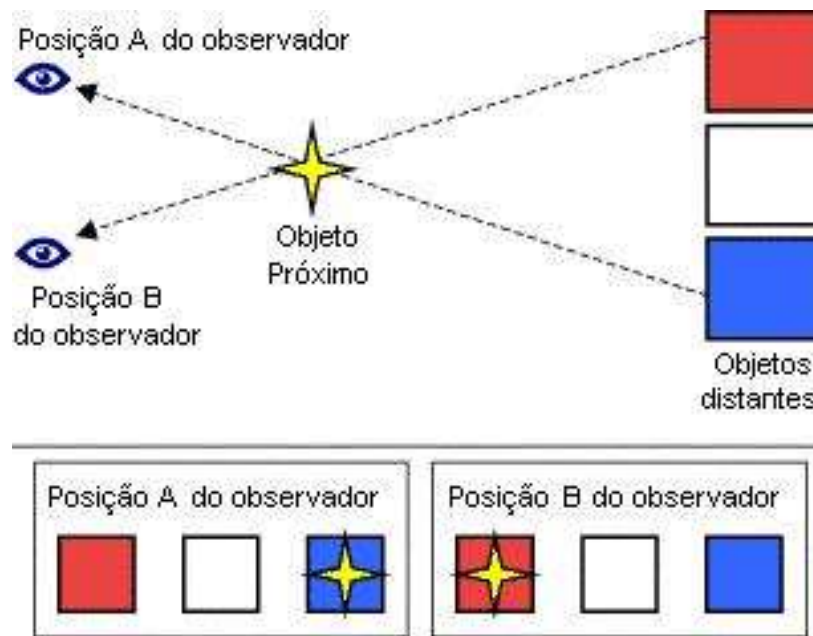 Posição A do observador
Objeto
Próximo
Posição B
do observador
Objetos
distantes
Posição A do observador
Posição B do observador